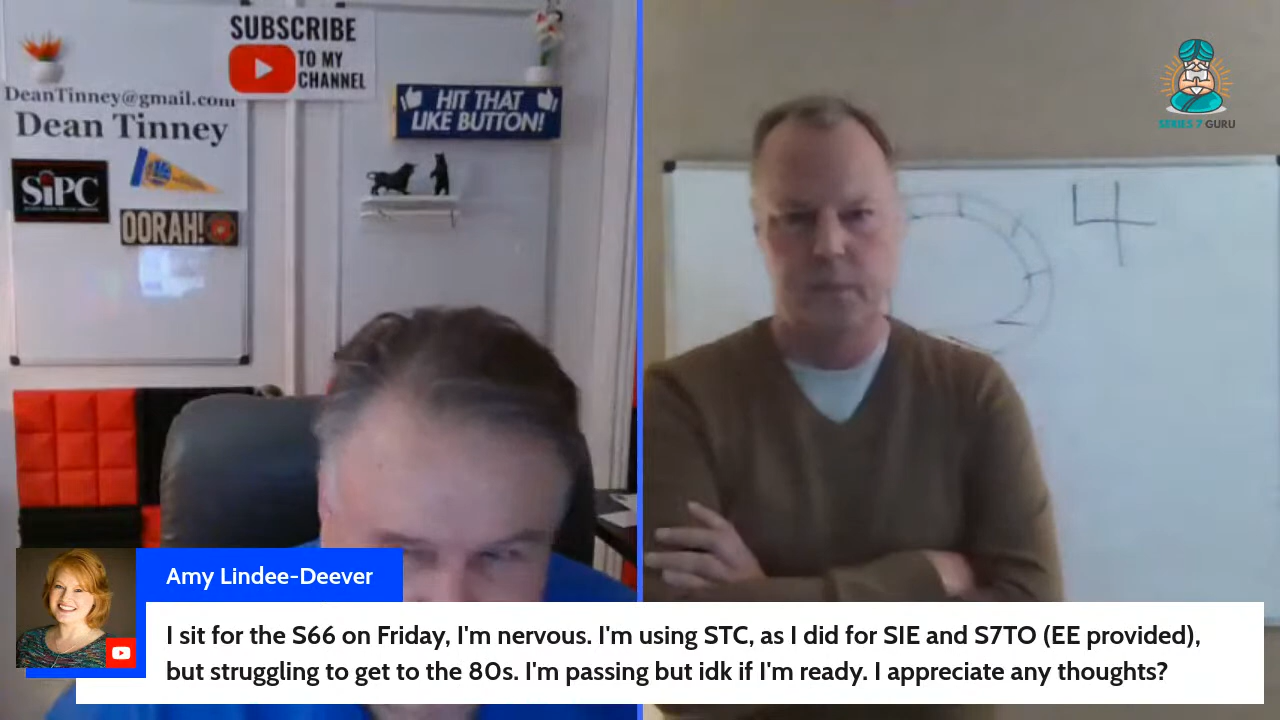 SUBSCRIBE
TO MY
CHANNEL
DeanTinney@gmail.com
Dean Tinney
HIT THAT
LIKE BUTTON!
SiPC
OORAH!
SERIES 7 GURU
4
Amy Lindee-Deever
I sit for the S66 on Friday, I'm nervous. I'm using STC, as I did for SIE and S7TO (EE provided),
but struggling to get to the 80s. I'm passing but idk if I'm ready. I appreciate any thoughts?